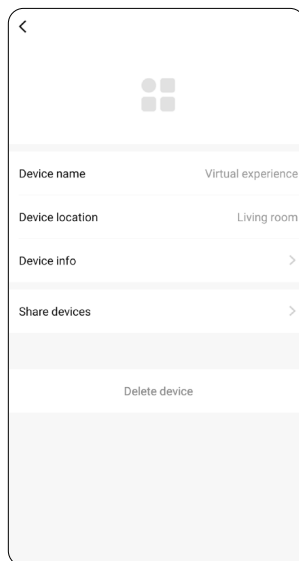 Device name Virtual experience
Device location Living room
Device info
Share devices
Delete device